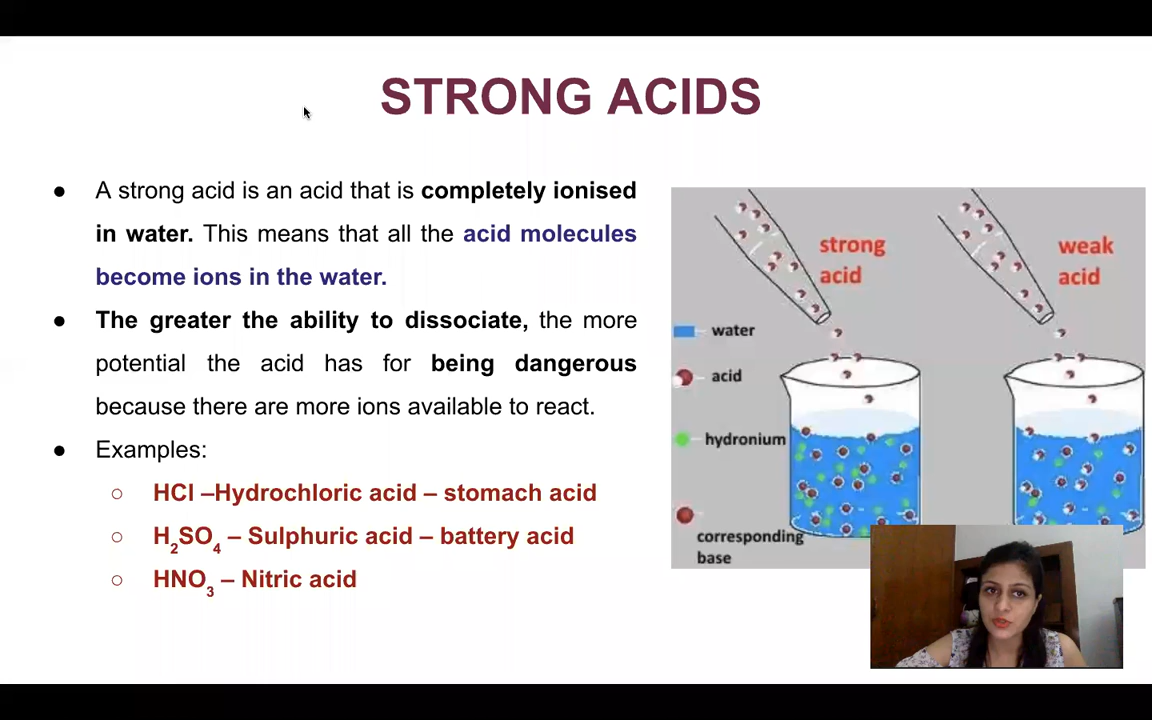 STRONG ACIDS
● A strong acid is an acid that is completely ionised
in water. This means that all the acid molecules
become ions in the water.
● The greater the ability to dissociate, the more
potential the acid has for being dangerous
because there are more ions available to react.
● Examples:
○ HCl –Hydrochloric acid – stomach acid
○ H₂SO₄ – Sulphuric acid – battery acid
○ HNO₃ – Nitric acid
strong
acid
weak
acid
water
acid
hydronium
corresponding
base